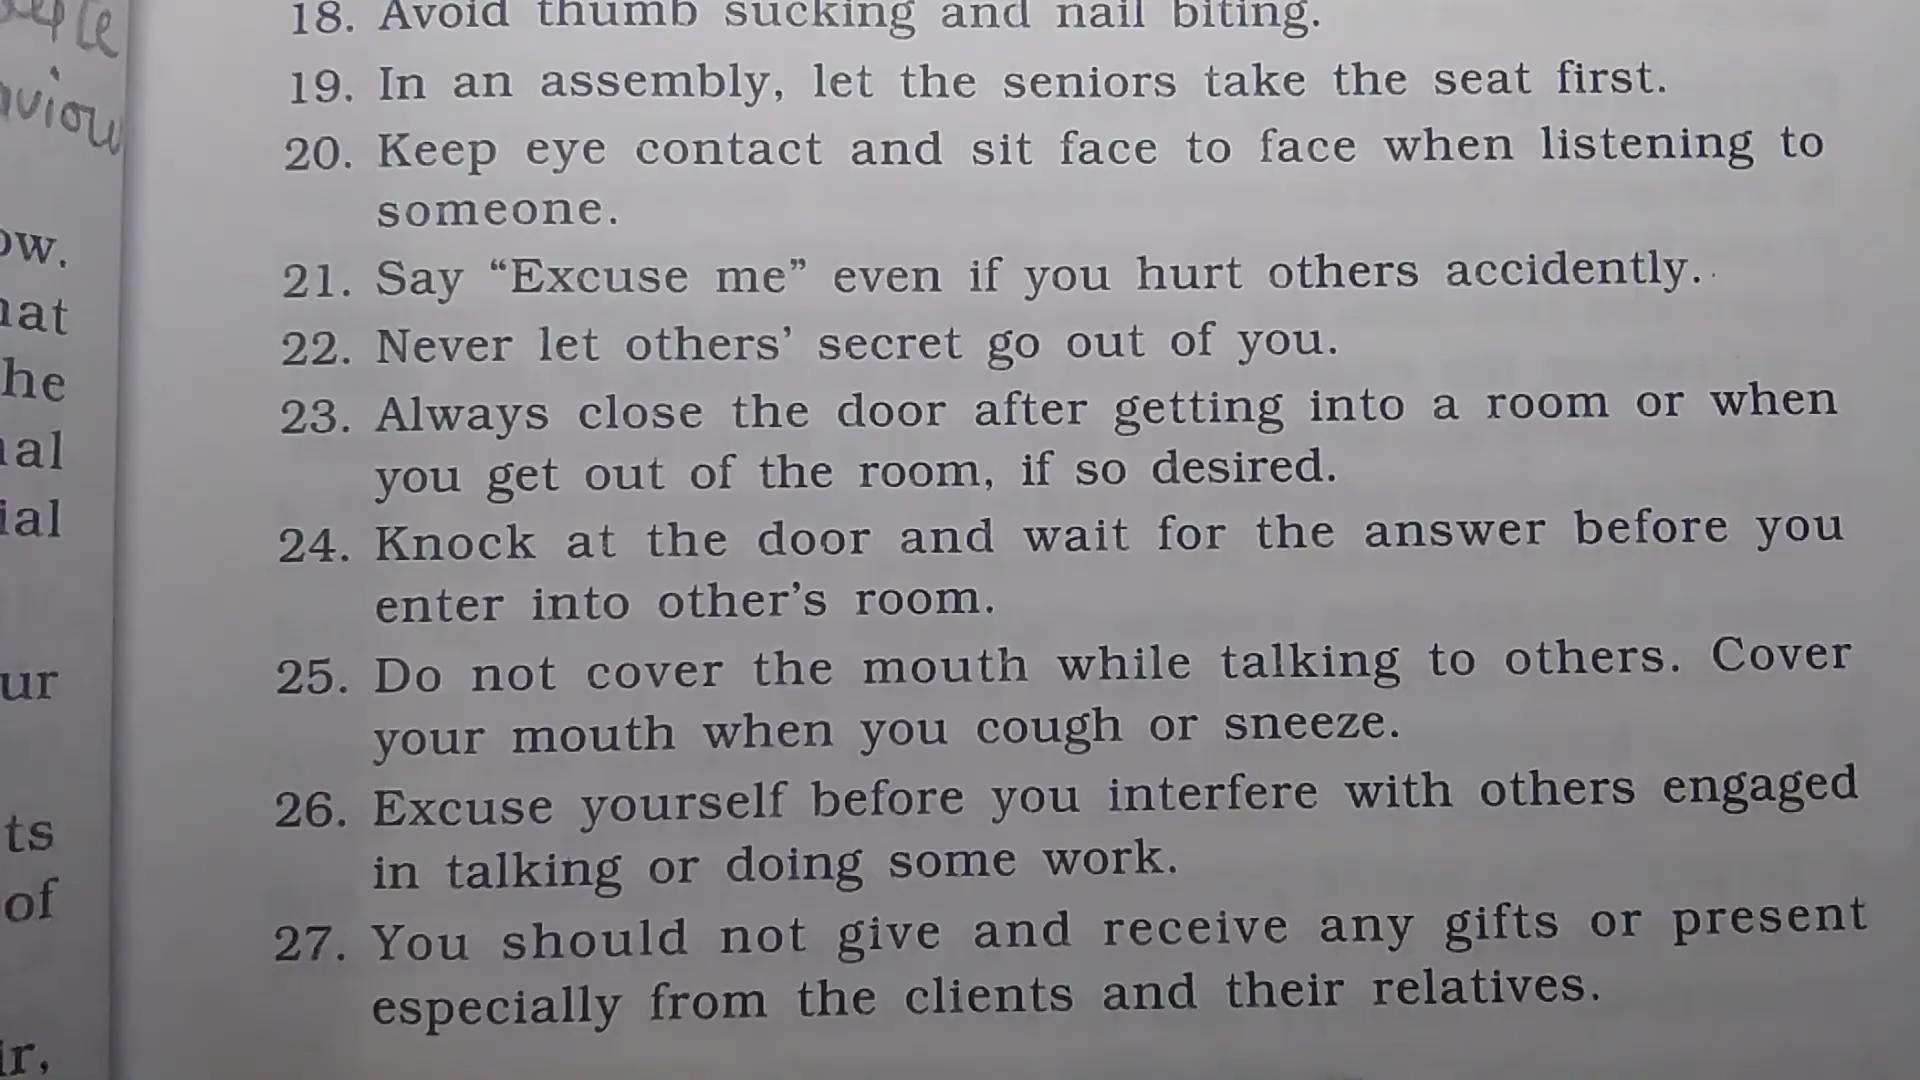 18. Avoid thumb sucking and nail biting.
19. In an assembly, let the seniors take the seat first.
20. Keep eye contact and sit face to face when listening to
someone.
21. Say “Excuse me” even if you hurt others accidently.
22. Never let others’ secret go out of you.
23. Always close the door after getting into a room or when
you get out of the room, if so desired.
24. Knock at the door and wait for the answer before you
enter into other’s room.
25. Do not cover the mouth while talking to others. Cover
your mouth when you cough or sneeze.
26. Excuse yourself before you interfere with others engaged
in talking or doing some work.
27. You should not give and receive any gifts or present
especially from the clients and their relatives.
ow.
hat
he
nal
ial
ur
ts
of
ir,